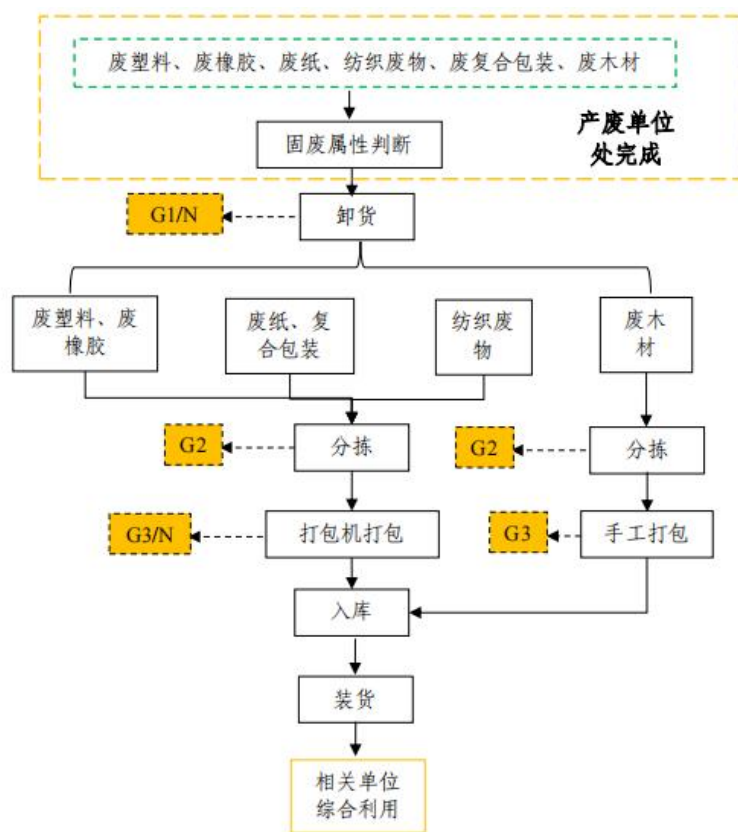 废塑料、废橡胶、废纸、纺织废物、废复合包装、废木材
产废单位
处完成
固废属性判断
G1/N
卸货
废塑料、废
橡胶
废纸、复
合包装
纺织废
物
废木
材
G2
分拣
G2
分拣
G3/N
打包机打包
G3
手工打包
入库
装货
相关单位
综合利用